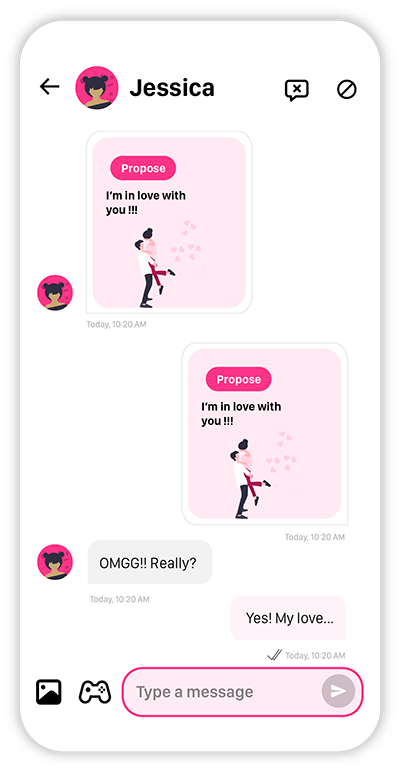 Jessica
Propose
I'm in love with
you !!!
Today, 10:20 AM
Propose
I'm in love with
you !!!
Today, 10:20 AM
OMGG!! Really?
Today, 10:20 AM
Yes! My love...
Today, 10:20 AM
Type a message